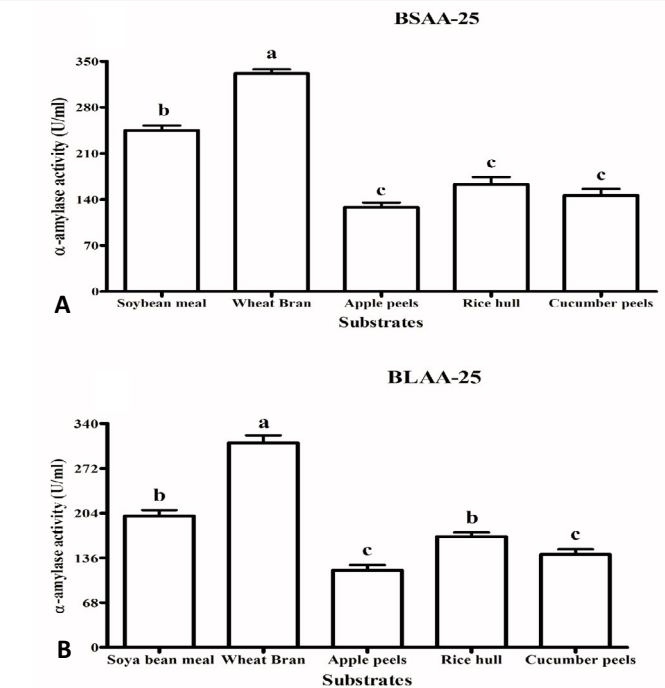 BSAA-25
α-amylase activity (U/ml)
350
280
210
140
70
0
b
a
c
c
c
Soybean meal Wheat Bran Apple peels Rice hull Cucumber peels
A
Substrates
BLAA-25
α-amylase activity (U/ml)
340
272
204
136
68
0
b
a
c
b
c
Soya bean meal Wheat Bran Apple peels Rice hull Cucumber peels
B
Substrates